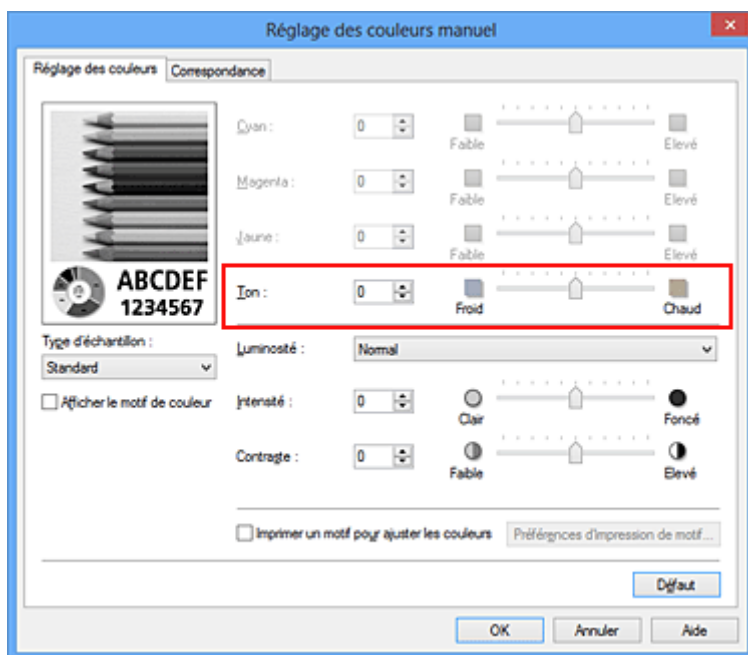 Réglage des couleurs manuel
Réglage des couleurs
Correspondance
Cyan :
0
Faible
Elevé
Magenta :
0
Faible
Elevé
Jaune :
0
Faible
Elevé
ABCDEF
1234567
Ton :
0
Froid
Chaud
Type d'échantillon :
Standard
Afficher le motif de couleur
Luminosité :
Normal
Intensité :
0
Clair
Foncé
Contraste :
0
Faible
Elevé
Imprimer un motif pour ajuster les couleurs
Préférences d'impression de motif...
Défaut
OK
Annuler
Aide